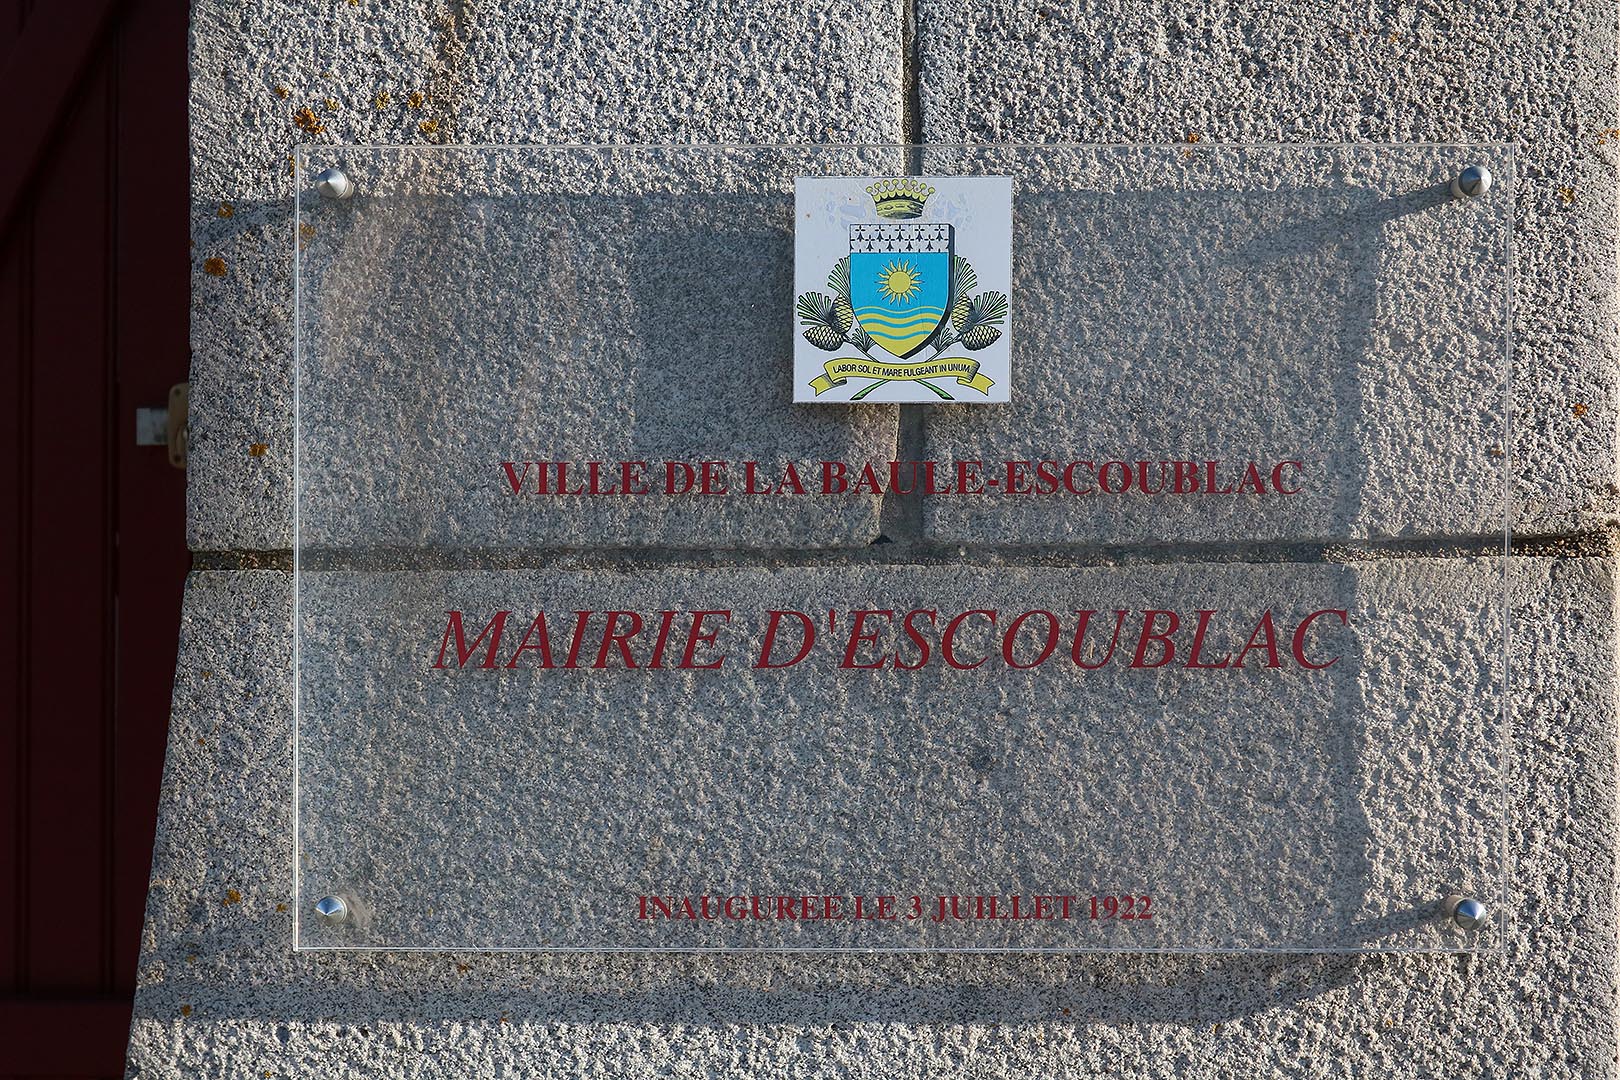 LABOR SOL ET MARE FULGEANT IN UNUM
VILLE DE LA BAULE-ESCOUBLAC
MAIRIE D'ESCOUBLAC
INAUGUREE LE 3 JUILLET 1922